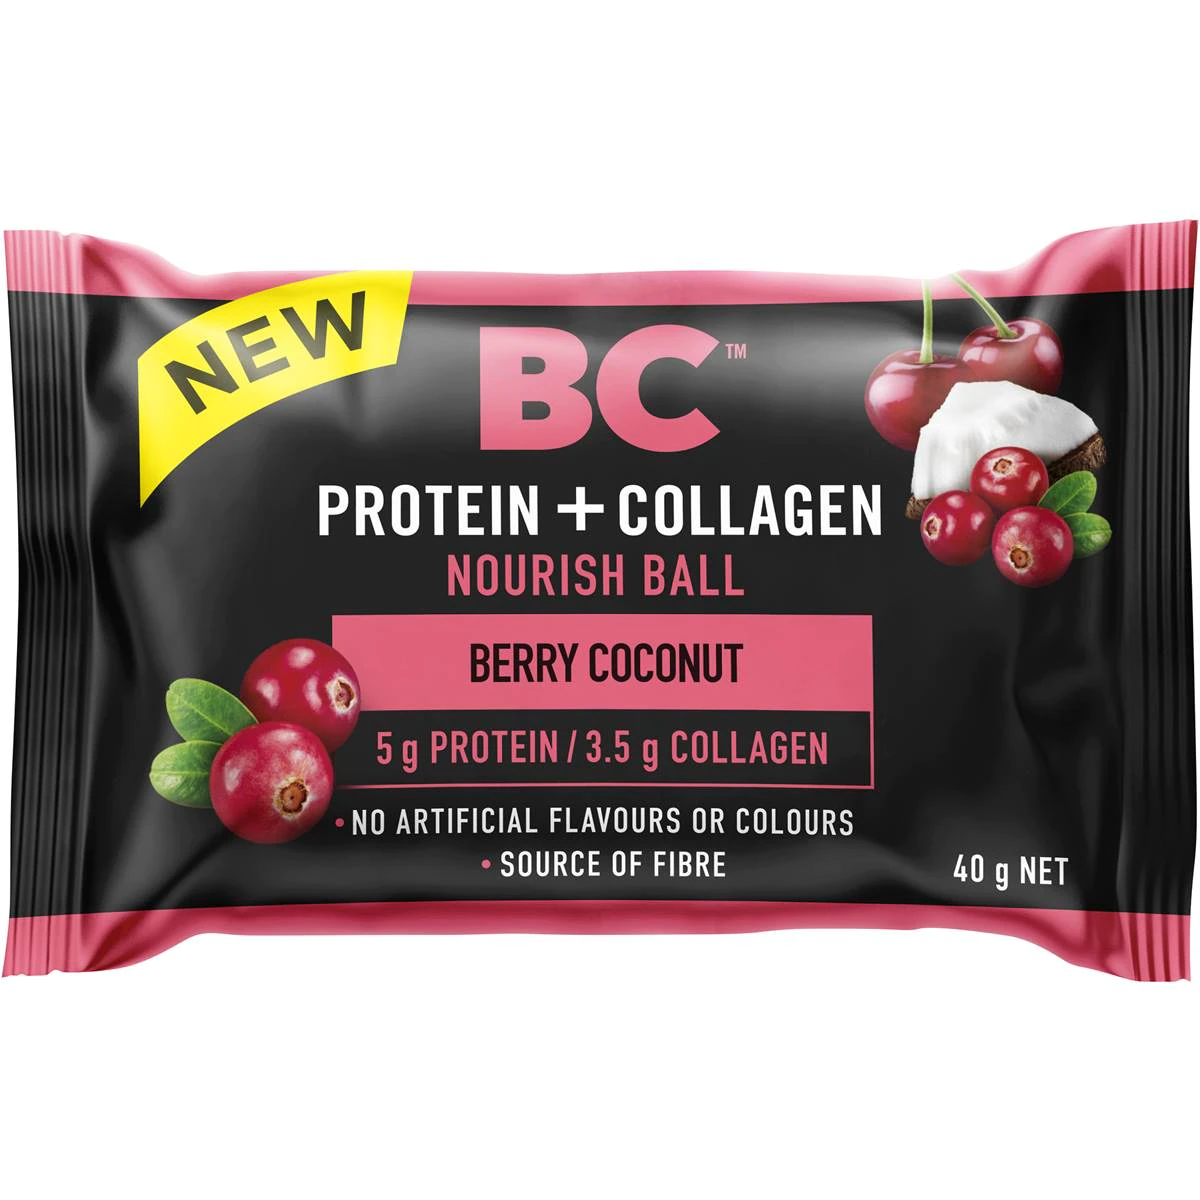 NEW
BC™
PROTEIN + COLLAGEN
NOURISH BALL
BERRY COCONUT
5 g PROTEIN / 3.5 g COLLAGEN
• NO ARTIFICIAL FLAVOURS OR COLOURS
• SOURCE OF FIBRE
40 g NET